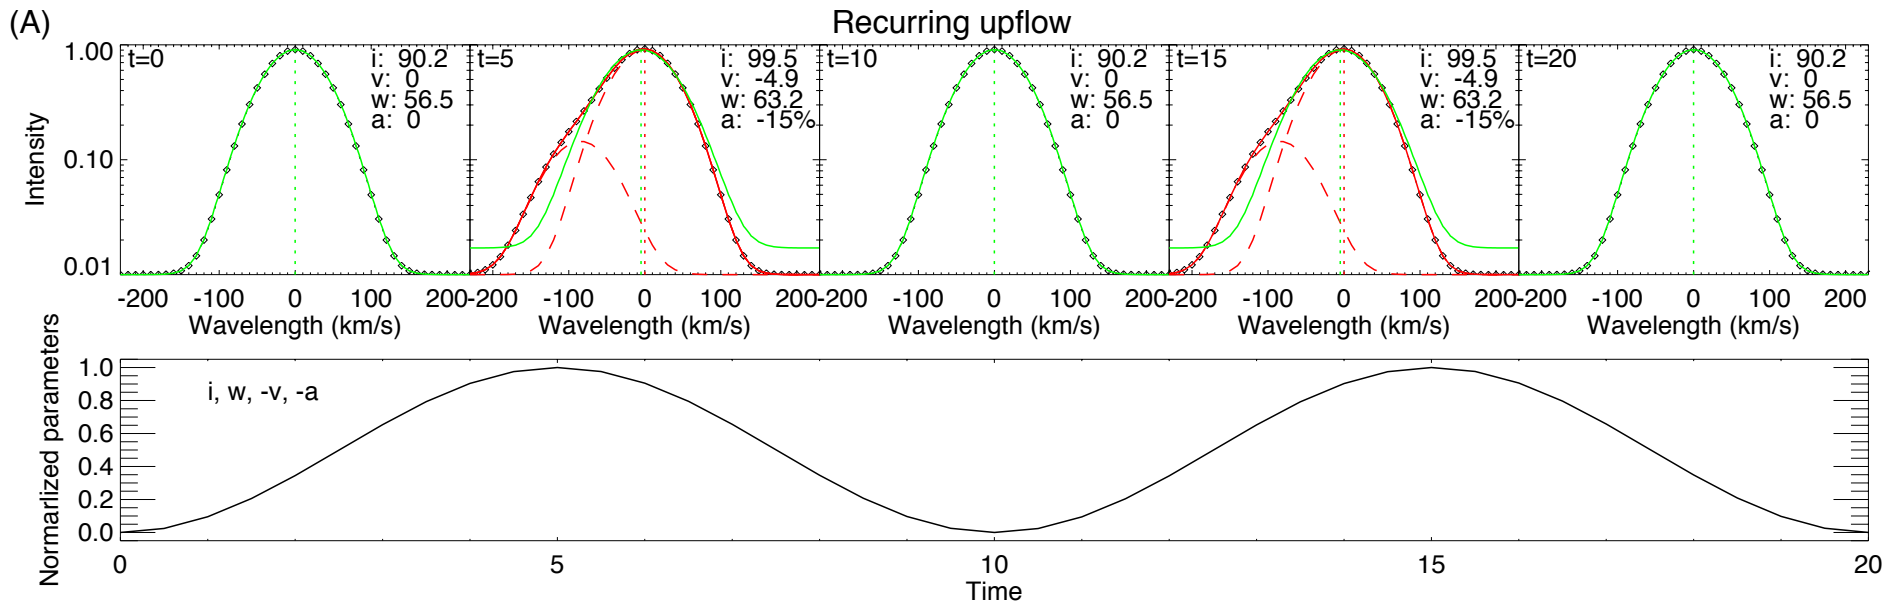 (A)
Recurring upflow
Intensity
1.00
0.10
0.01
t=0
i: 90.2
v: 0
w: 56.5
a: 0
t=5
i: 99.5
v: -4.9
w: 63.2
a: -15%
t=10
i: 90.2
v: 0
w: 56.5
a: 0
t=15
i: 99.5
v: -4.9
w: 63.2
a: -15%
t=20
i: 90.2
v: 0
w: 56.5
a: 0
-200 -100 0 100 200-200 -100 0 100 200-200 -100 0 100 200-200 -100 0 100 200-200 -100 0 100 200
Wavelength (km/s) Wavelength (km/s) Wavelength (km/s) Wavelength (km/s) Wavelength (km/s)
Normarlized parameters
1.0
0.8
0.6
0.4
0.2
0.0
i, w, -v, -a
0 5 10 15 20
Time